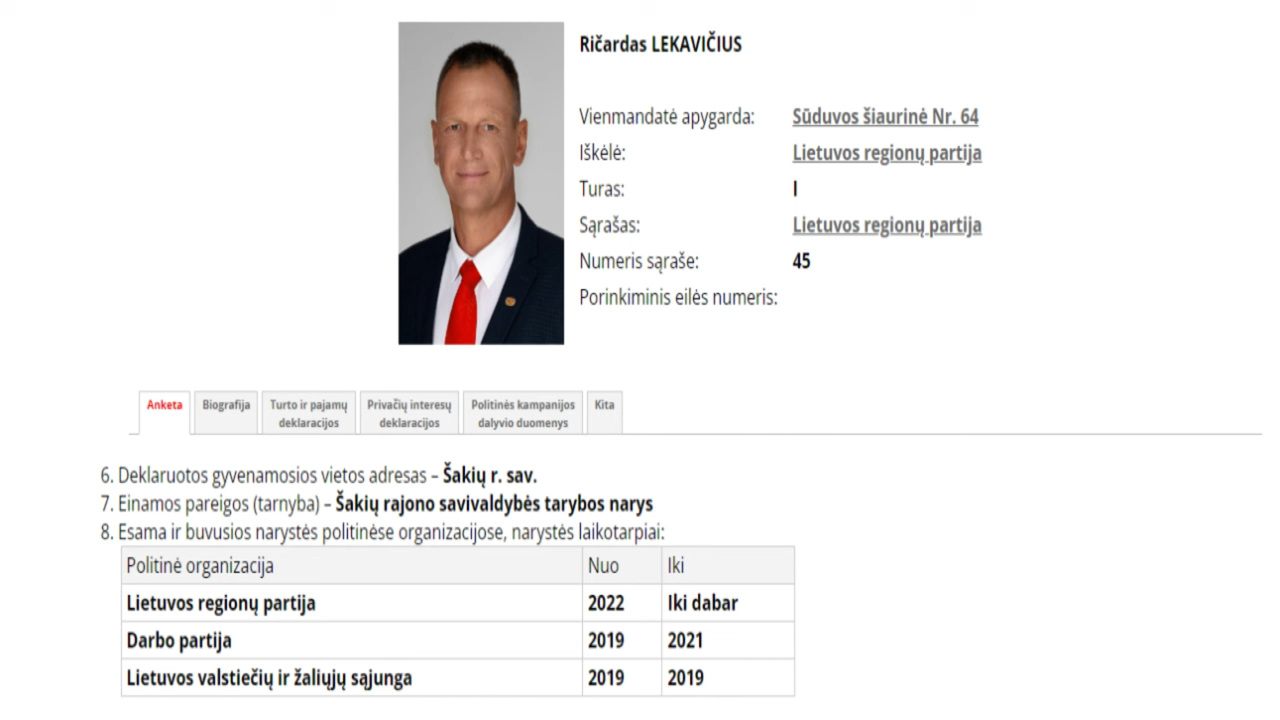 Ričardas LEKAVIČIUS
Vienmandatė apygarda: Sūduvos šiaurinė Nr. 64
Iškėlė: Lietuvos regionų partija
Turas: I
Sąrašas: Lietuvos regionų partija
Numeris sąraše: 45
Porinkiminis eilės numeris:
Anketa Biografija Turto ir pajamų deklaracijos Privačių interesų deklaracijos Politinės kampanijos dalyvio duomenys Kita
6. Deklaruotos gyvenamosios vietos adresas – Šakių r. sav.
7. Einamos pareigos (tarnyba) – Šakių rajono savivaldybės tarybos narys
8. Esama ir buvusios narystės politinėse organizacijose, narystės laikotarpiai:
Politinė organizacija Nuo Iki
Lietuvos regionų partija 2022 Iki dabar
Darbo partija 2019 2021
Lietuvos valstiečių ir žaliųjų sąjunga 2019 2019